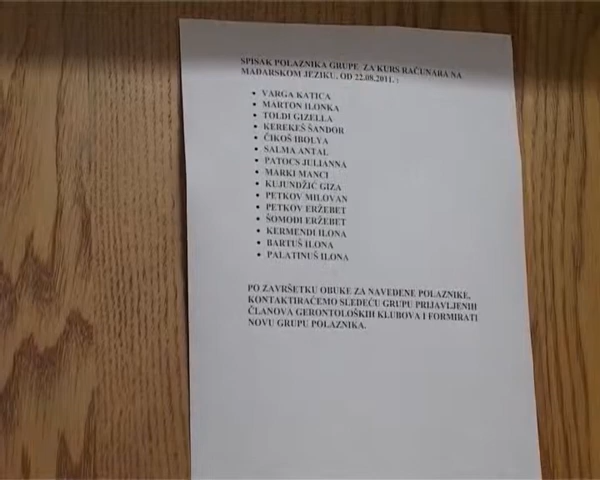 SPISAK POLAZNIKA GRUPE ZA KURS RAČUNARA NA
MAĐARSKOM JEZIKU, OD 22.08.2011. :
• VARGA KATICA
• MARTON ILONKA
• TOLDI GIZELLA
• KEREKEŠ ŠANDOR
• ČIKOŠ IBOLYA
• SALMA ANTAL
• PATOCS JULIANNA
• MARKI MANCI
• KUJUNDŽIĆ GIZA
• PETKOV MILOVAN
• PETKOV ERŽEBET
• ŠOMODI ERŽEBET
• KERMENDI ILONA
• BARTUŠ ILONA
• PALATINUŠ ILONA
PO ZAVRŠETKU OBUKE ZA NAVEDENE POLAZNIKE,
KONTAKTIRAĆEMO SLEDEĆU GRUPU PRIJAVLJENIH
ČLANOVA GERONTOLOŠKIH KLUBOVA I FORMIRATI
NOVU GRUPU POLAZNIKA.